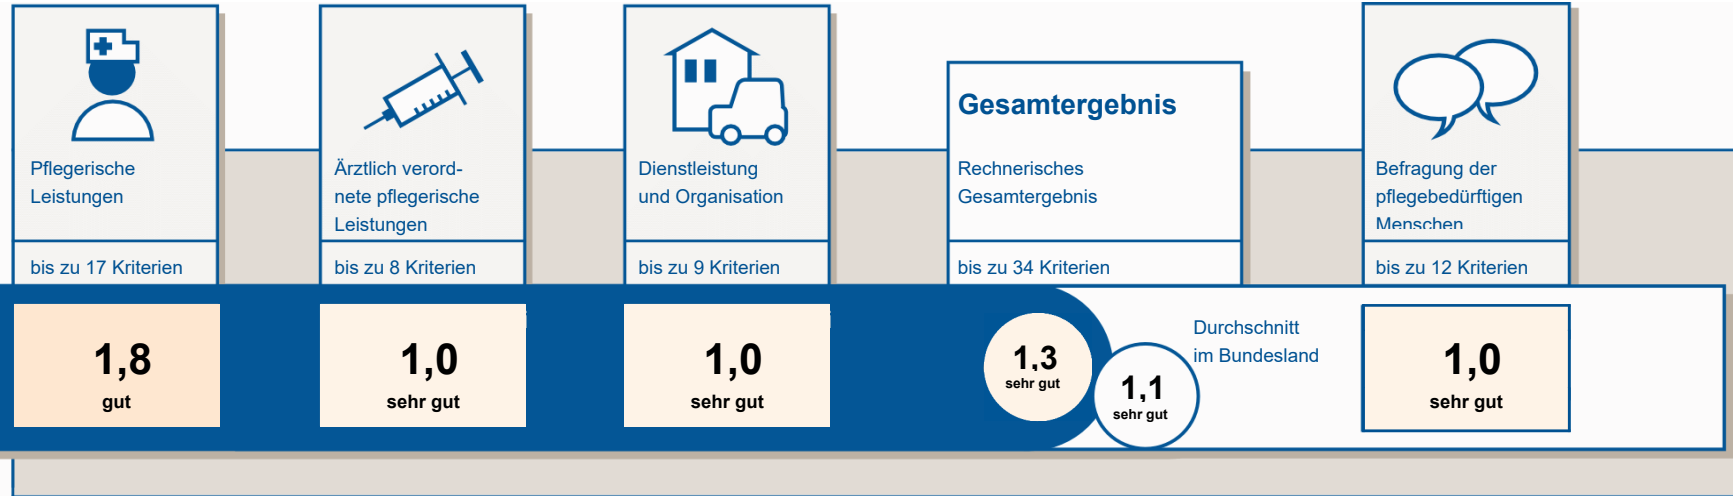 Pflegerische
Leistungen
bis zu 17 Kriterien
1,8
gut
Ärztlich verord-
nete pflegerische
Leistungen
bis zu 8 Kriterien
1,0
sehr gut
Dienstleistung
und Organisation
bis zu 9 Kriterien
1,0
sehr gut
Gesamtergebnis
Rechnerisches
Gesamtergebnis
bis zu 34 Kriterien
1,3
sehr gut
1,1
sehr gut
Durchschnitt
im Bundesland
Befragung der
pflegebedürftigen
Menschen
bis zu 12 Kriterien
1,0
sehr gut